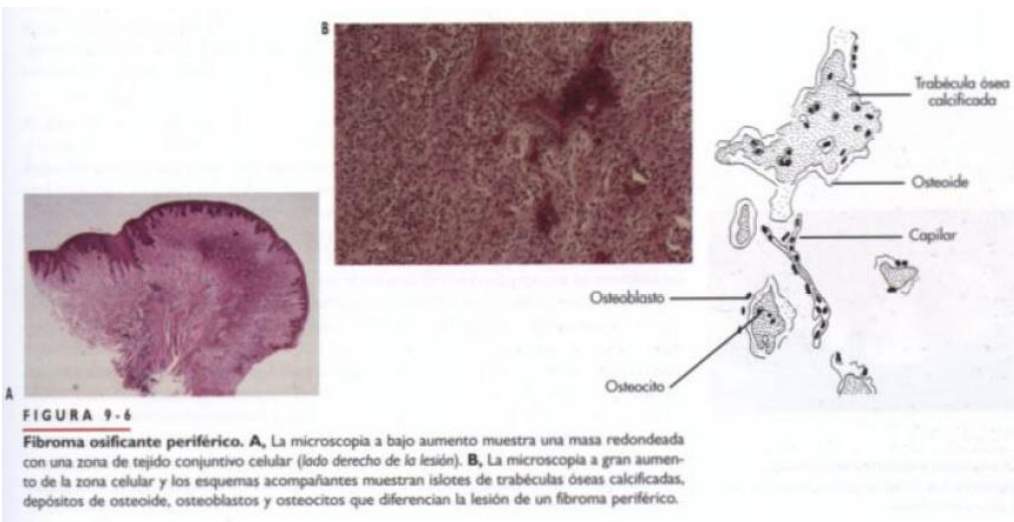 B
Trabécula ósea
calcificada
Osteoide
Capilar
Osteoblasto
Osteocito
A
FIGURA 9-6
Fibroma osificante periférico. A, La microscopia a bajo aumento muestra una masa redondeada
con una zona de tejido conjuntivo celular (lado derecho de la lesión). B, La microscopia a gran aumen-
to de la zona celular y los esquemas acompañantes muestran islotes de trabéculas óseas calcificadas,
depósitos de osteoide, osteoblastos y osteocitos que diferencian la lesión de un fibroma periférico.